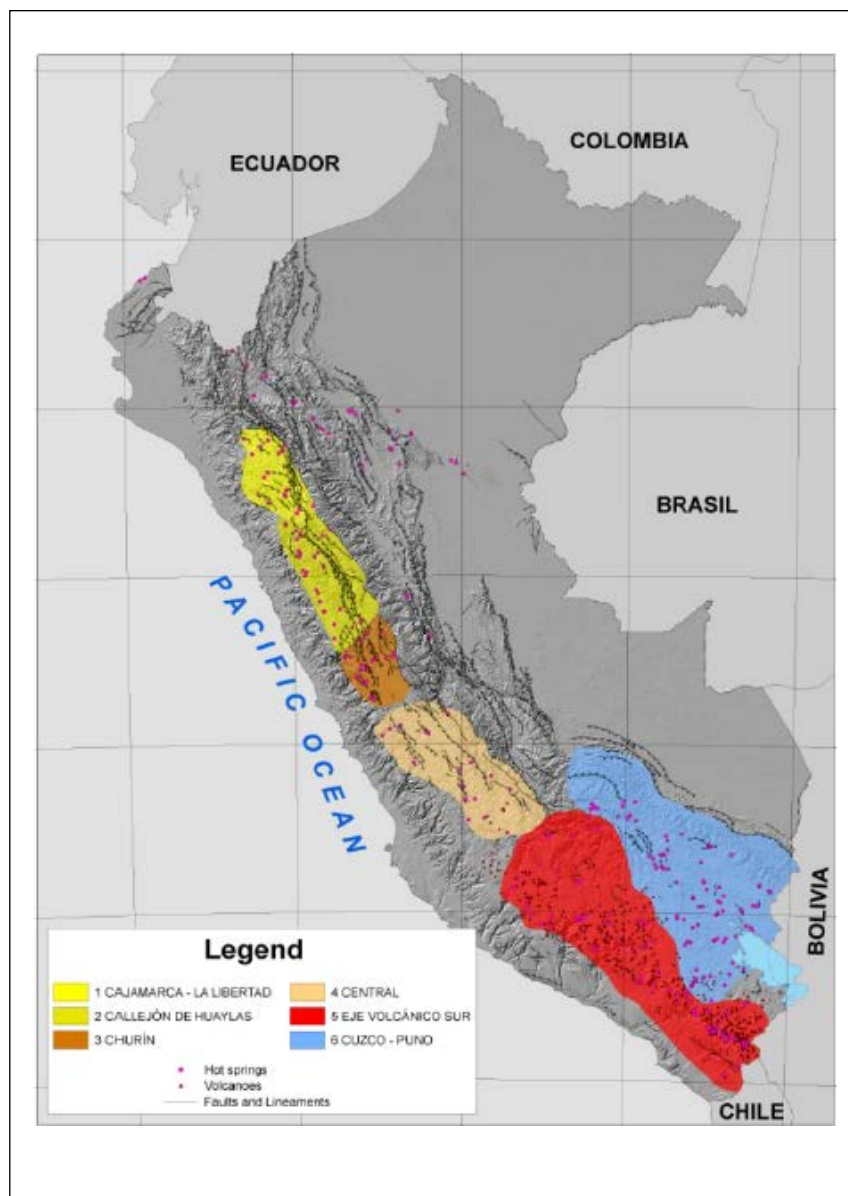 COLOMBIA
ECUADOR
BRASIL
PACIFIC OCEAN
BOLIVIA
Legend
1 CAJAMARCA - LA LIBERTAD
2 CALLEJÓN DE HUAYLAS
3 CHURÍN
4 CENTRAL
5 EJE VOLCÁNICO SUR
6 CUZCO - PUNO
Hot springs
Volcanoes
Faults and Lineaments
CHILE